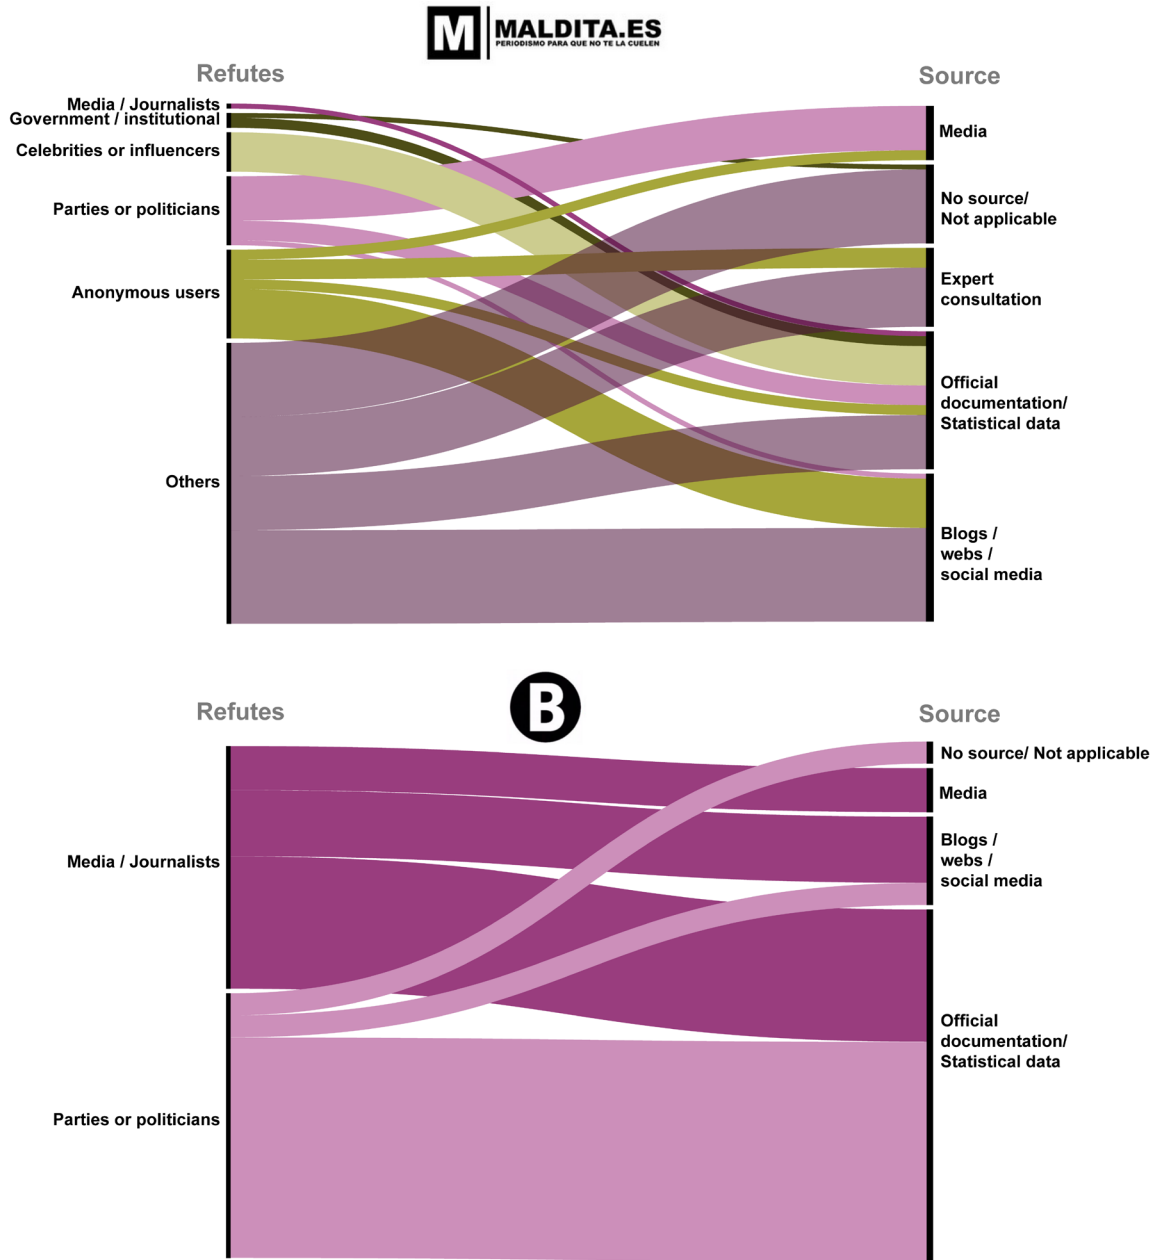 M MALDITA.ES
PERIODISMO PARA QUE NO TE LA CUELEN
Refutes
Source
Media / Journalists
Government / institutional
Celebrities or influencers
Parties or politicians
Anonymous users
Others
Media
No source/
Not applicable
Expert
consultation
Official
documentation/
Statistical data
Blogs /
webs /
social media
B
Refutes
Source
Media / Journalists
Parties or politicians
No source/ Not applicable
Media
Blogs /
webs /
social media
Official
documentation/
Statistical data